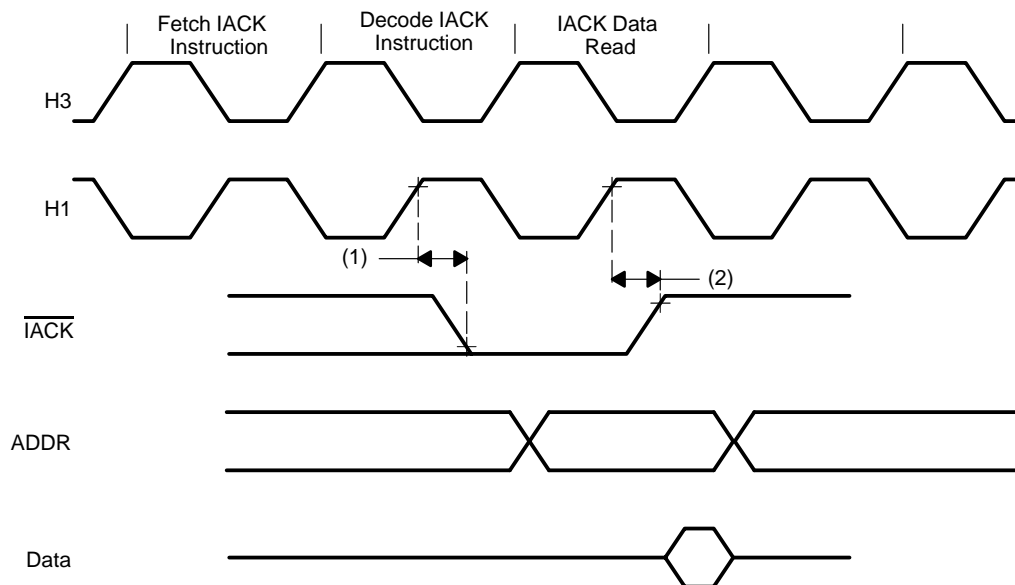 Fetch IACK
Instruction
Decode IACK
Instruction
IACK Data
Read
H3
H1
(1)
(2)
IACK
ADDR
Data